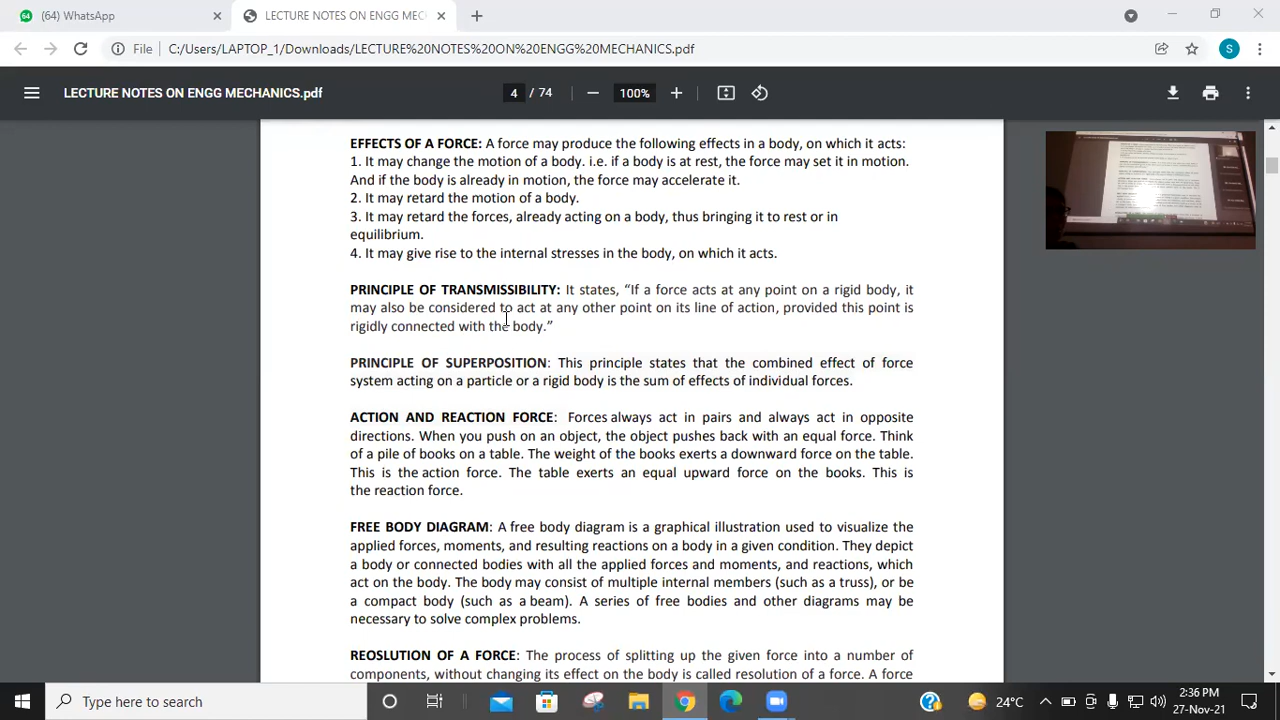 (64) WhatsApp
LECTURE NOTES ON ENGG MEC
File C:/Users/LAPTOP_1/Downloads/LECTURE%20NOTES%20ON%20ENGG%20MECHANICS.pdf
S
LECTURE NOTES ON ENGG MECHANICS.pdf
4 / 74
100%
EFFECTS OF A FORCE: A force may produce the following effects in a body, on which it acts:
1. It may change the motion of a body. i.e. if a body is at rest, the force may set it in motion.
And if the body is already in motion, the force may accelerate it.
2. It may retard the motion of a body.
3. It may retard the forces, already acting on a body, thus bringing it to rest or in
equilibrium.
4. It may give rise to the internal stresses in the body, on which it acts.
PRINCIPLE OF TRANSMISSIBILITY: It states, “If a force acts at any point on a rigid body, it
may also be considered to act at any other point on its line of action, provided this point is
rigidly connected with the body.”
PRINCIPLE OF SUPERPOSITION: This principle states that the combined effect of force
system acting on a particle or a rigid body is the sum of effects of individual forces.
ACTION AND REACTION FORCE: Forces always act in pairs and always act in opposite
directions. When you push on an object, the object pushes back with an equal force. Think
of a pile of books on a table. The weight of the books exerts a downward force on the table.
This is the action force. The table exerts an equal upward force on the books. This is
the reaction force.
FREE BODY DIAGRAM: A free body diagram is a graphical illustration used to visualize the
applied forces, moments, and resulting reactions on a body in a given condition. They depict
a body or connected bodies with all the applied forces and moments, and reactions, which
act on the body. The body may consist of multiple internal members (such as a truss), or be
a compact body (such as a beam). A series of free bodies and other diagrams may be
necessary to solve complex problems.
REOSLUTION OF A FORCE: The process of splitting up the given force into a number of
components, without changing its effect on the body is called resolution of a force. A force
Type here to search
24°C
2:36 PM
27-Nov-21